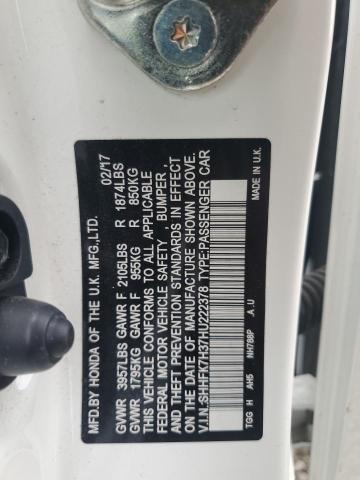 MFD.BY HONDA OF THE U.K. MFG.,LTD. 02/17
GVWR 3957LBS GAWR F 2105LBS R 1874LBS
GVWR 1795KG GAWR F 955KG R 850KG
THIS VEHICLE CONFORMS TO ALL APPLICABLE
FEDERAL MOTOR VEHICLE SAFETY , BUMPER ,
AND THEFT PREVENTION STANDARDS IN EFFECT
ON THE DATE OF MANUFACTURE SHOWN ABOVE.
V.I.N.:SHHFK7H37HU222378 TYPE:PASSENGER CAR
TGG H AH5 NH788P .A.U MADE IN U.K.